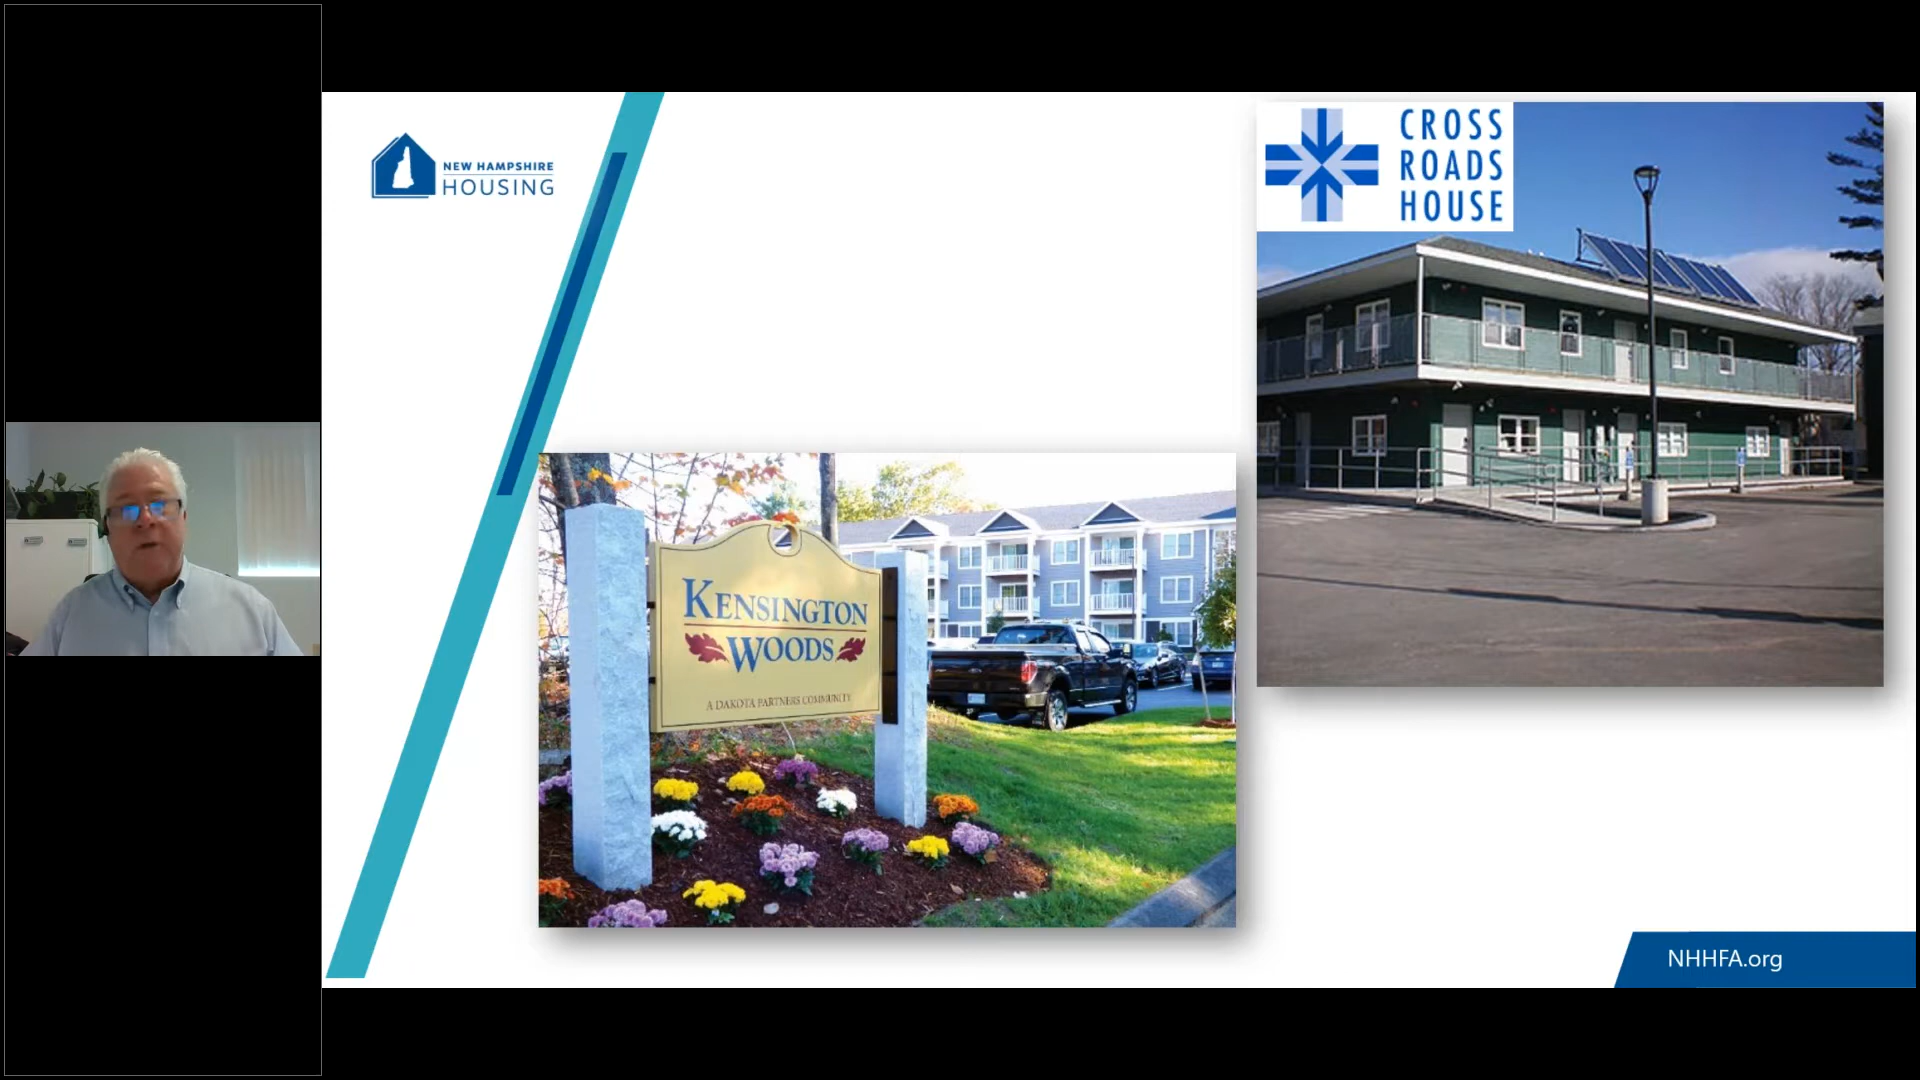 NEW HAMPSHIRE
HOUSING
CROSS
ROADS
HOUSE
KENSINGTON
WOODS
A DAKOTA PARTNERS COMMUNITY
NHHFA.org